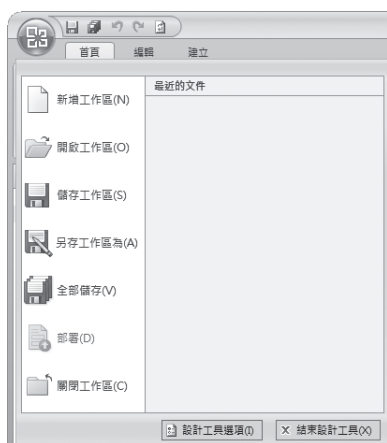 首頁 編輯 建立
最近的文件
新增工作區(N)
開啟工作區(O)
儲存工作區(S)
另存工作區為(A)
全部儲存(V)
部署(D)
關閉工作區(C)
設計工具選項(I) 結束設計工具(X)